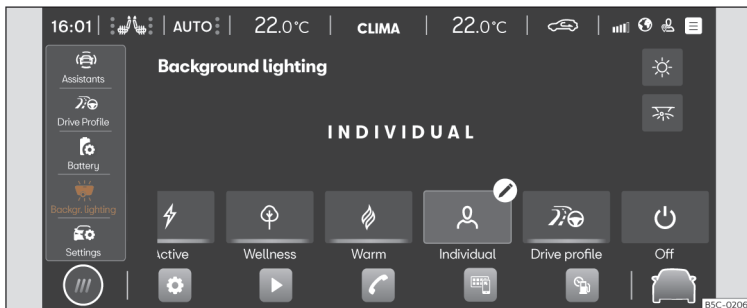 16:01 AUTO 22.0°C CLIMA 22.0°C
Assistants
Background lighting
Drive Profile
INDIVIDUAL
Battery
Backgr. lighting
Settings
Active Wellness Warm Individual Drive profile Off
B5C-0206